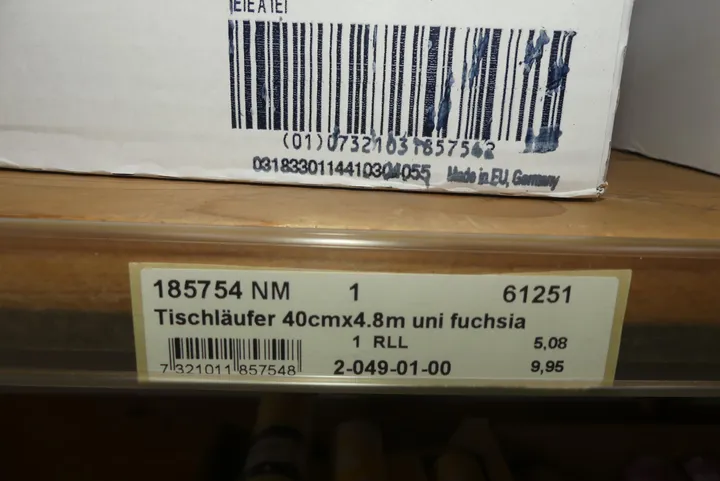 (01)07321031857542
0318330114410304055 Made in EU, Germany
185754 NM 1 61251
Tischläufer 40cmx4.8m uni fuchsia
1 RLL 5,08
7 321011 857548 2-049-01-00 9,95